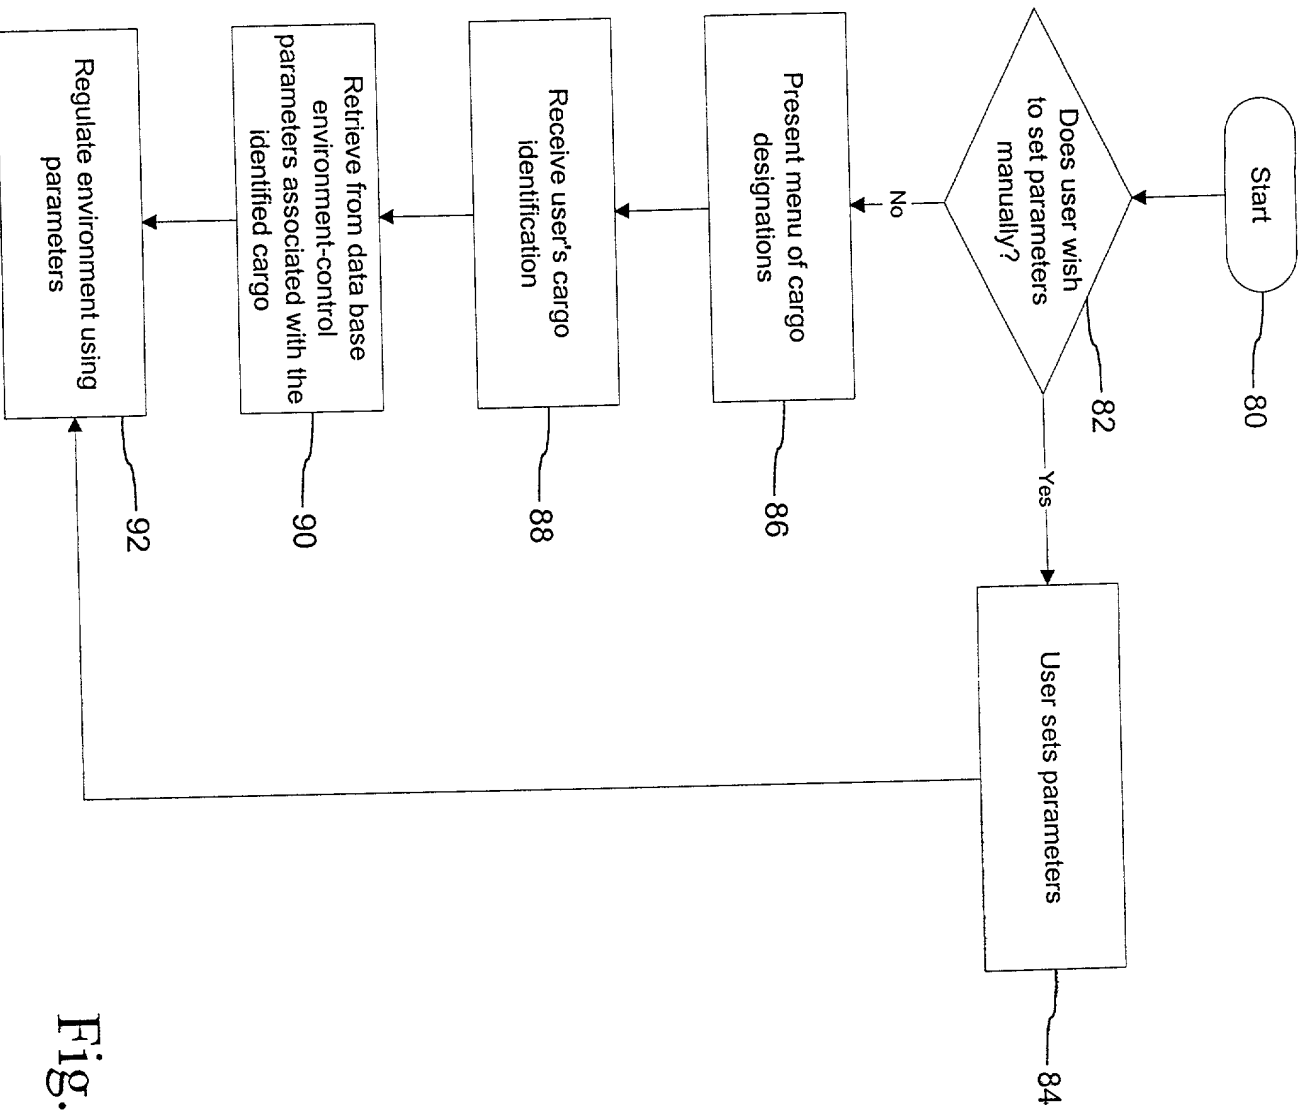 Start
80
Does user wish
to set parameters
manually?
82
Yes
User sets parameters
84
No
Present menu of cargo
designations
86
Receive user's cargo
identification
88
Retrieve from data base
environment-control
parameters associated with the
identified cargo
90
Regulate environment using
parameters
92
Fig.